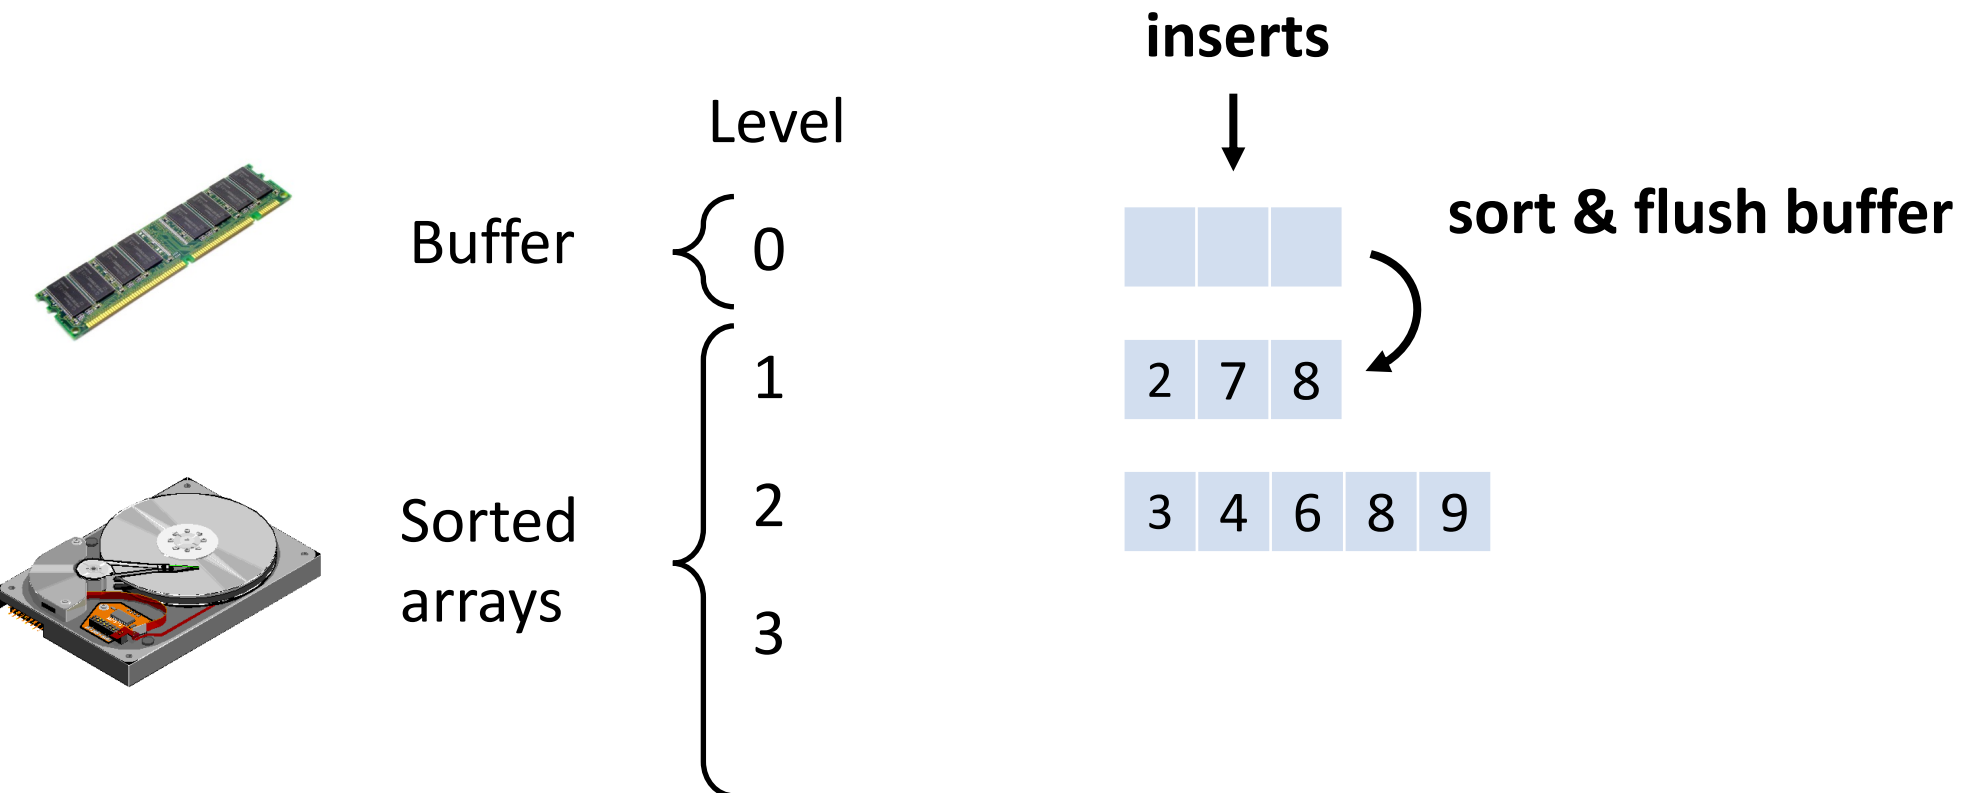 inserts
Level
Buffer
0
sort & flush buffer
1
2 7 8
Sorted
arrays
2
3 4 6 8 9
3